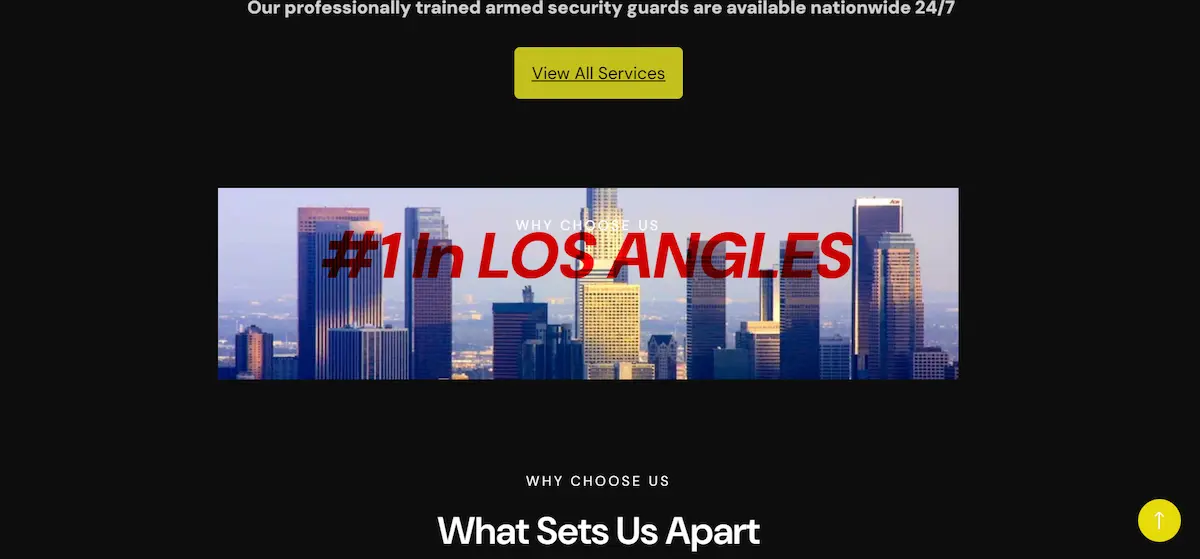 Our professionally trained armed security guards are available nationwide 24/7
View All Services
WHY CHOOSE US
#1 In LOS ANGLES
WHY CHOOSE US
What Sets Us Apart